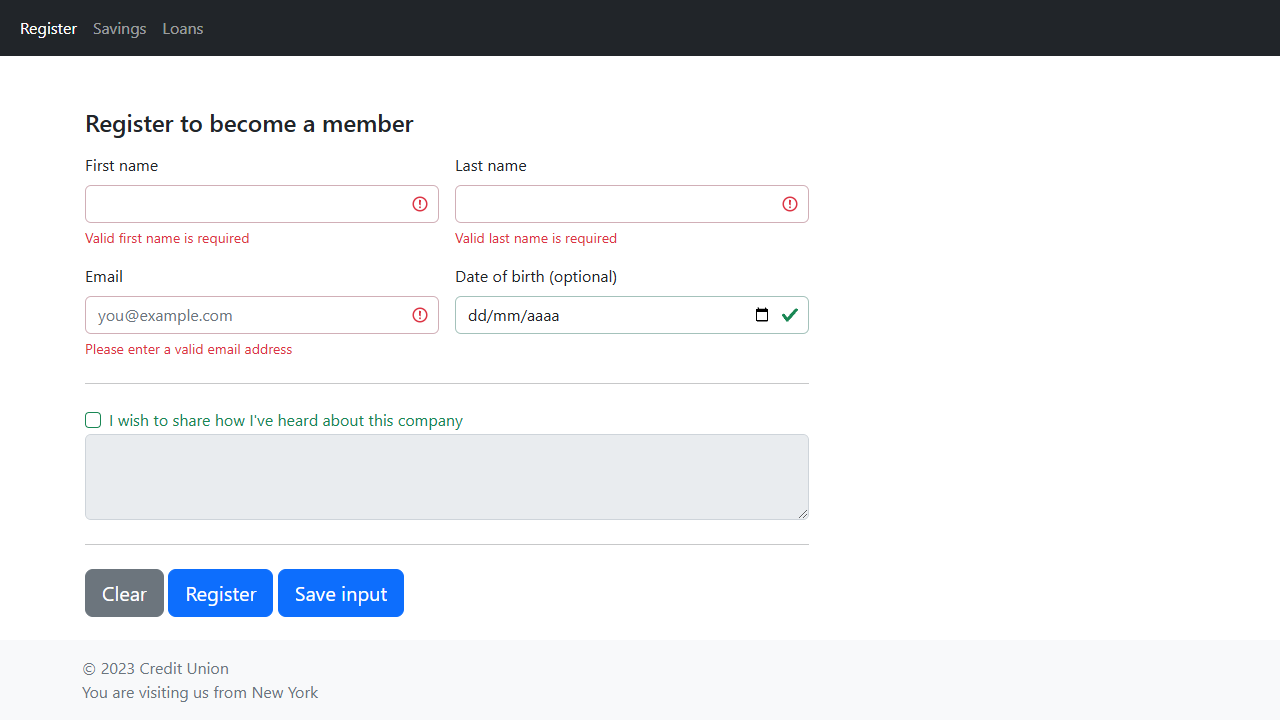 Register Savings Loans
Register to become a member
First name Last name
Valid first name is required Valid last name is required
Email Date of birth (optional)
you@example.com dd/mm/aaaa
Please enter a valid email address
I wish to share how I've heard about this company
Clear Register Save input
© 2023 Credit Union
You are visiting us from New York